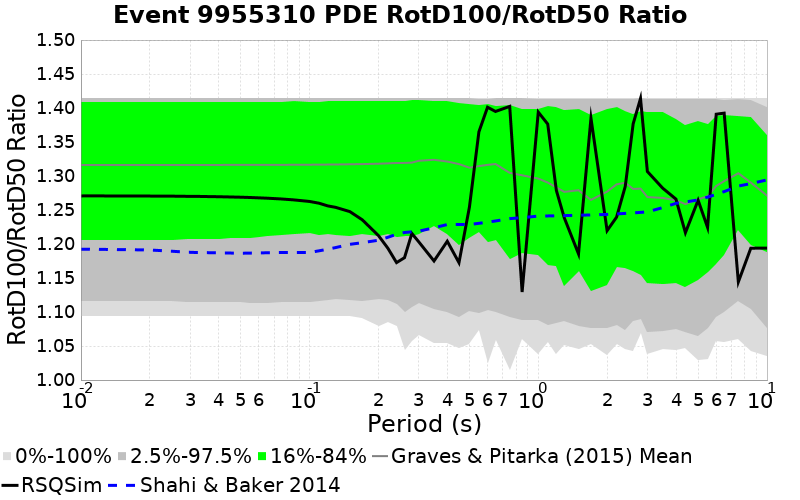 Event 9955310 PDE RotD100/RotD50 Ratio
RotD100/RotD50 Ratio
1.50
1.45
1.40
1.35
1.30
1.25
1.20
1.15
1.10
1.05
1.00
10-2 2 3 4 5 6 10-1 2 3 4 5 6 7 100 2 3 4 5 6 7 101
Period (s)
0%-100% 2.5%-97.5% 16%-84% Graves & Pitarka (2015) Mean
RSQSim Shahi & Baker 2014